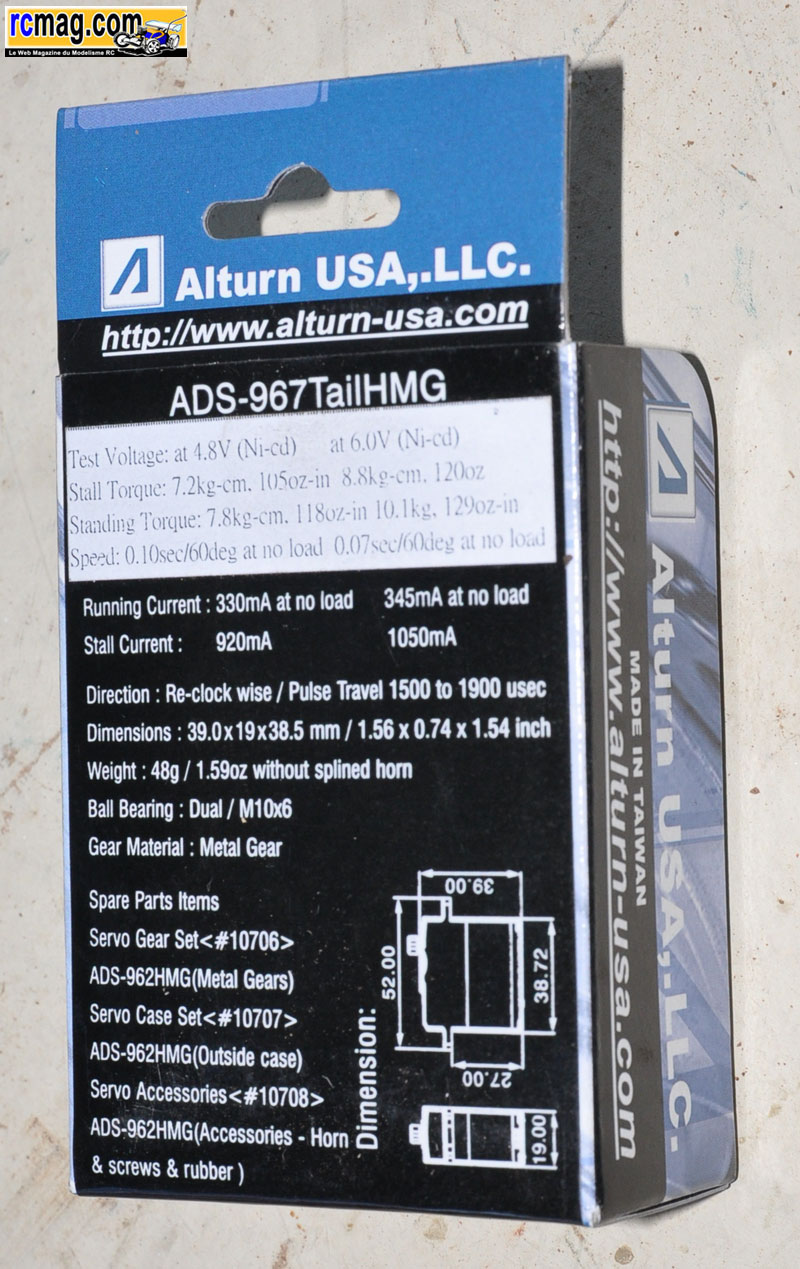 rcmag.com
Le Web Magazine du Modelisme RC
Alturn USA,.LLC.
http://www.alturn-usa.com
ADS-967TailHMG
Test Voltage: at 4.8V (Ni-cd) at 6.0V (Ni-cd)
Stall Torque: 7.2kg-cm, 105oz-in 8.8kg-cm, 120oz
Standing Torque: 7.8kg-cm, 118oz-in 10.1kg, 129oz-in
Speed: 0.10sec/60deg at no load 0.07sec/60deg at no load
Running Current : 330mA at no load 345mA at no load
Stall Current : 920mA 1050mA
Direction : Re-clock wise / Pulse Travel 1500 to 1900 usec
Dimensions : 39.0x19x38.5 mm / 1.56 x 0.74 x 1.54 inch
Weight : 48g / 1.59oz without splined horn
Ball Bearing : Dual / M10x6
Gear Material : Metal Gear
Spare Parts Items
Servo Gear Set<#10706>
ADS-962HMG(Metal Gears)
Servo Case Set<#10707>
ADS-962HMG(Outside case)
Servo Accessories<#10708>
ADS-962HMG(Accessories - Horn
& screws & rubber )
Dimension:
39.00
52.00
38.72
27.00
19.00
Alturn USA,.LLC.
MADE IN TAIWAN
http://www.alturn-usa.com